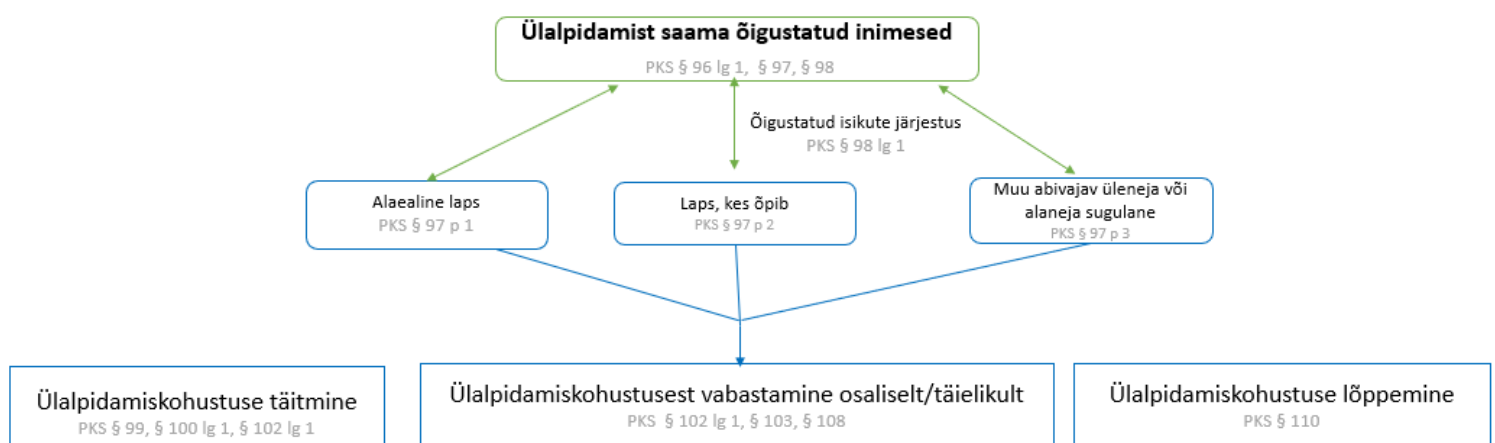 Ülalpidamist saama õigustatud inimesed
PKS § 96 lg 1, § 97, § 98
Õigustatud isikute järjestus
PKS § 98 lg 1
Alaealine laps
PKS § 97 p 1
Laps, kes õpib
PKS § 97 p 2
Muu abivajav üleneja või
alaneja sugulane
PKS § 97 p 3
Ülalpidamiskohustuse täitmine
PKS § 99, § 100 lg 1, § 102 lg 1
Ülalpidamiskohustusest vabastamine osaliselt/täielikult
PKS § 102 lg 1, § 103, § 108
Ülalpidamiskohustuse lõppemine
PKS § 110